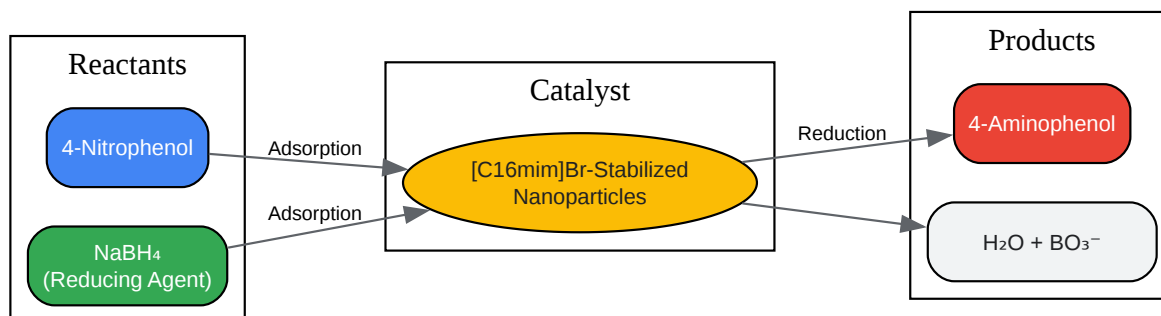 Reactants
4-Nitrophenol
NaBH₄
(Reducing Agent)
Adsorption
Adsorption
Catalyst
[C16mim]Br-Stabilized
Nanoparticles
Reduction
Products
4-Aminophenol
H₂O + BO₃⁻